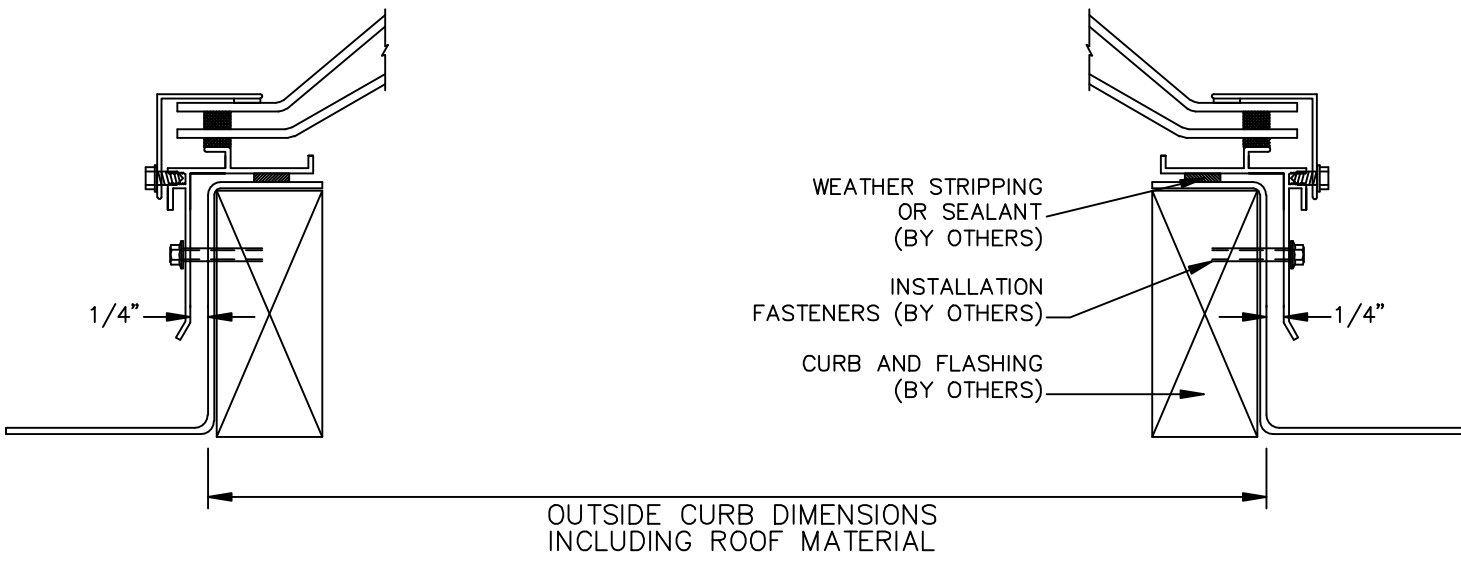 WEATHER STRIPPING
OR SEALANT
(BY OTHERS)
INSTALLATION
FASTENERS (BY OTHERS)
1/4”
1/4”
CURB AND FLASHING
(BY OTHERS)
OUTSIDE CURB DIMENSIONS
INCLUDING ROOF MATERIAL